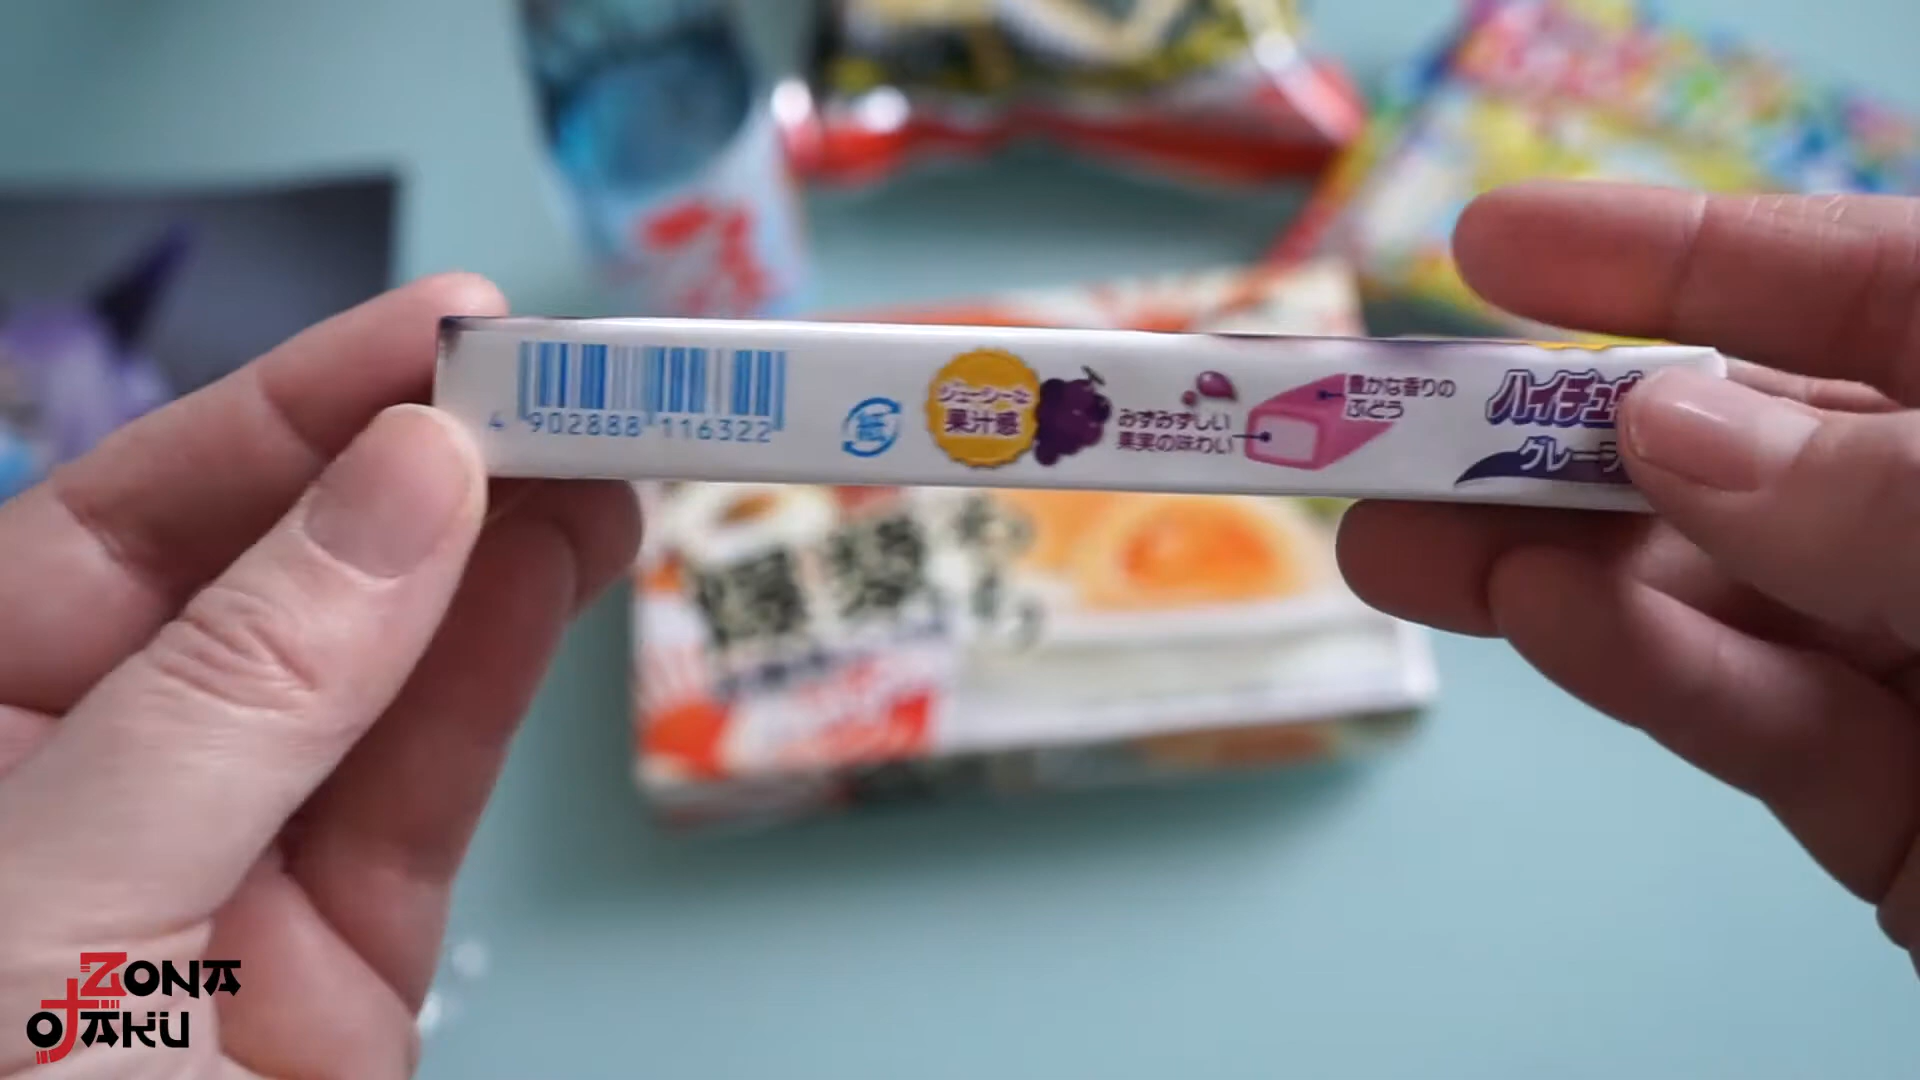 4 902888 116322
紙
ジューシーな
果汁感
みずみずしい
果実の味わい
豊かな香りの
ぶどう
ハイチュウ
グレー
ZONA
OTAKU